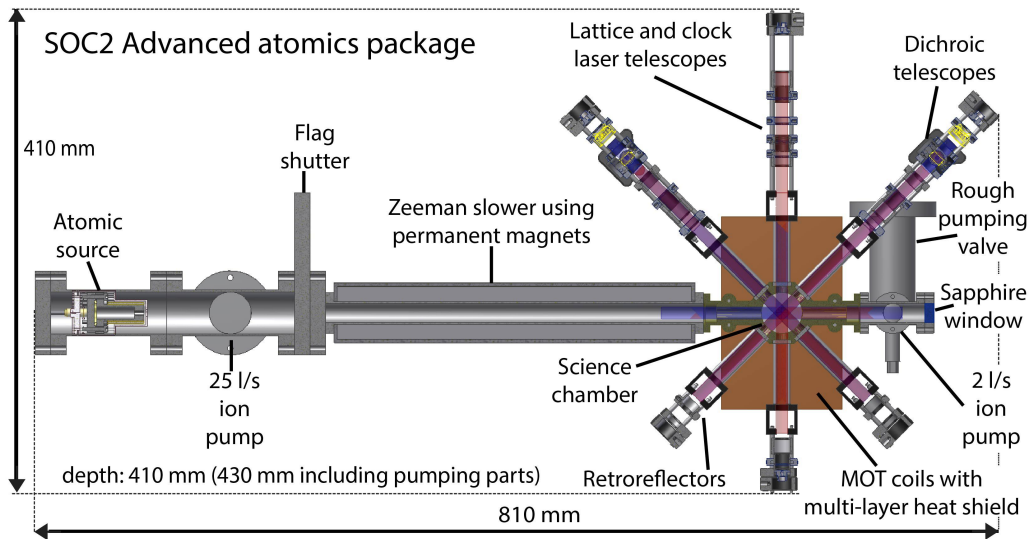 SOC2 Advanced atomics package
410 mm
Lattice and clock
laser telescopes
Dichroic
telescopes
Flag
shutter
Atomic
source
Zeeman slower using
permanent magnets
Rough
pumping
valve
Sapphire
window
Science
chamber
25 l/s
ion
pump
2 l/s
ion
pump
depth: 410 mm (430 mm including pumping parts)
Retroreflectors
MOT coils with
multi-layer heat shield
810 mm